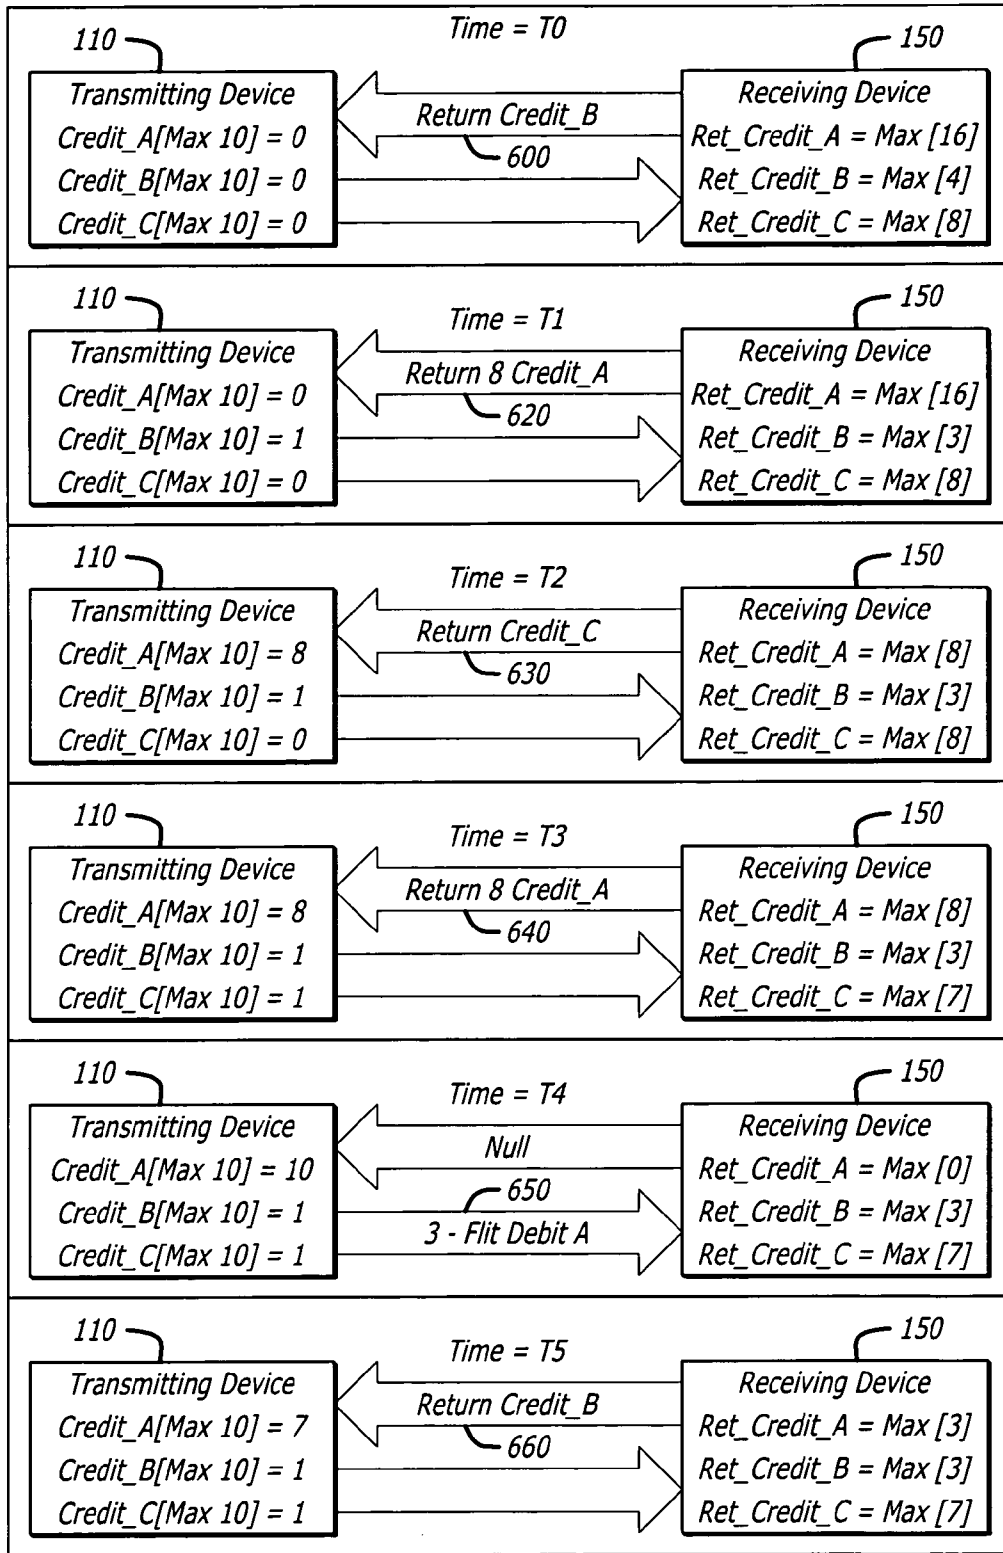 Time = T0
110
150
Transmitting Device
Credit_A[Max 10] = 0
Credit_B[Max 10] = 0
Credit_C[Max 10] = 0
Return Credit_B
600
Receiving Device
Ret_Credit_A = Max [16]
Ret_Credit_B = Max [4]
Ret_Credit_C = Max [8]
Time = T1
110
150
Transmitting Device
Credit_A[Max 10] = 0
Credit_B[Max 10] = 1
Credit_C[Max 10] = 0
Return 8 Credit_A
620
Receiving Device
Ret_Credit_A = Max [16]
Ret_Credit_B = Max [3]
Ret_Credit_C = Max [8]
Time = T2
110
150
Transmitting Device
Credit_A[Max 10] = 8
Credit_B[Max 10] = 1
Credit_C[Max 10] = 0
Return Credit_C
630
Receiving Device
Ret_Credit_A = Max [8]
Ret_Credit_B = Max [3]
Ret_Credit_C = Max [8]
Time = T3
110
150
Transmitting Device
Credit_A[Max 10] = 8
Credit_B[Max 10] = 1
Credit_C[Max 10] = 1
Return 8 Credit_A
640
Receiving Device
Ret_Credit_A = Max [8]
Ret_Credit_B = Max [3]
Ret_Credit_C = Max [7]
Time = T4
110
150
Transmitting Device
Credit_A[Max 10] = 10
Credit_B[Max 10] = 1
Credit_C[Max 10] = 1
Null
650
3 - Flit Debit A
Receiving Device
Ret_Credit_A = Max [0]
Ret_Credit_B = Max [3]
Ret_Credit_C = Max [7]
Time = T5
110
150
Transmitting Device
Credit_A[Max 10] = 7
Credit_B[Max 10] = 1
Credit_C[Max 10] = 1
Return Credit_B
660
Receiving Device
Ret_Credit_A = Max [3]
Ret_Credit_B = Max [3]
Ret_Credit_C = Max [7]